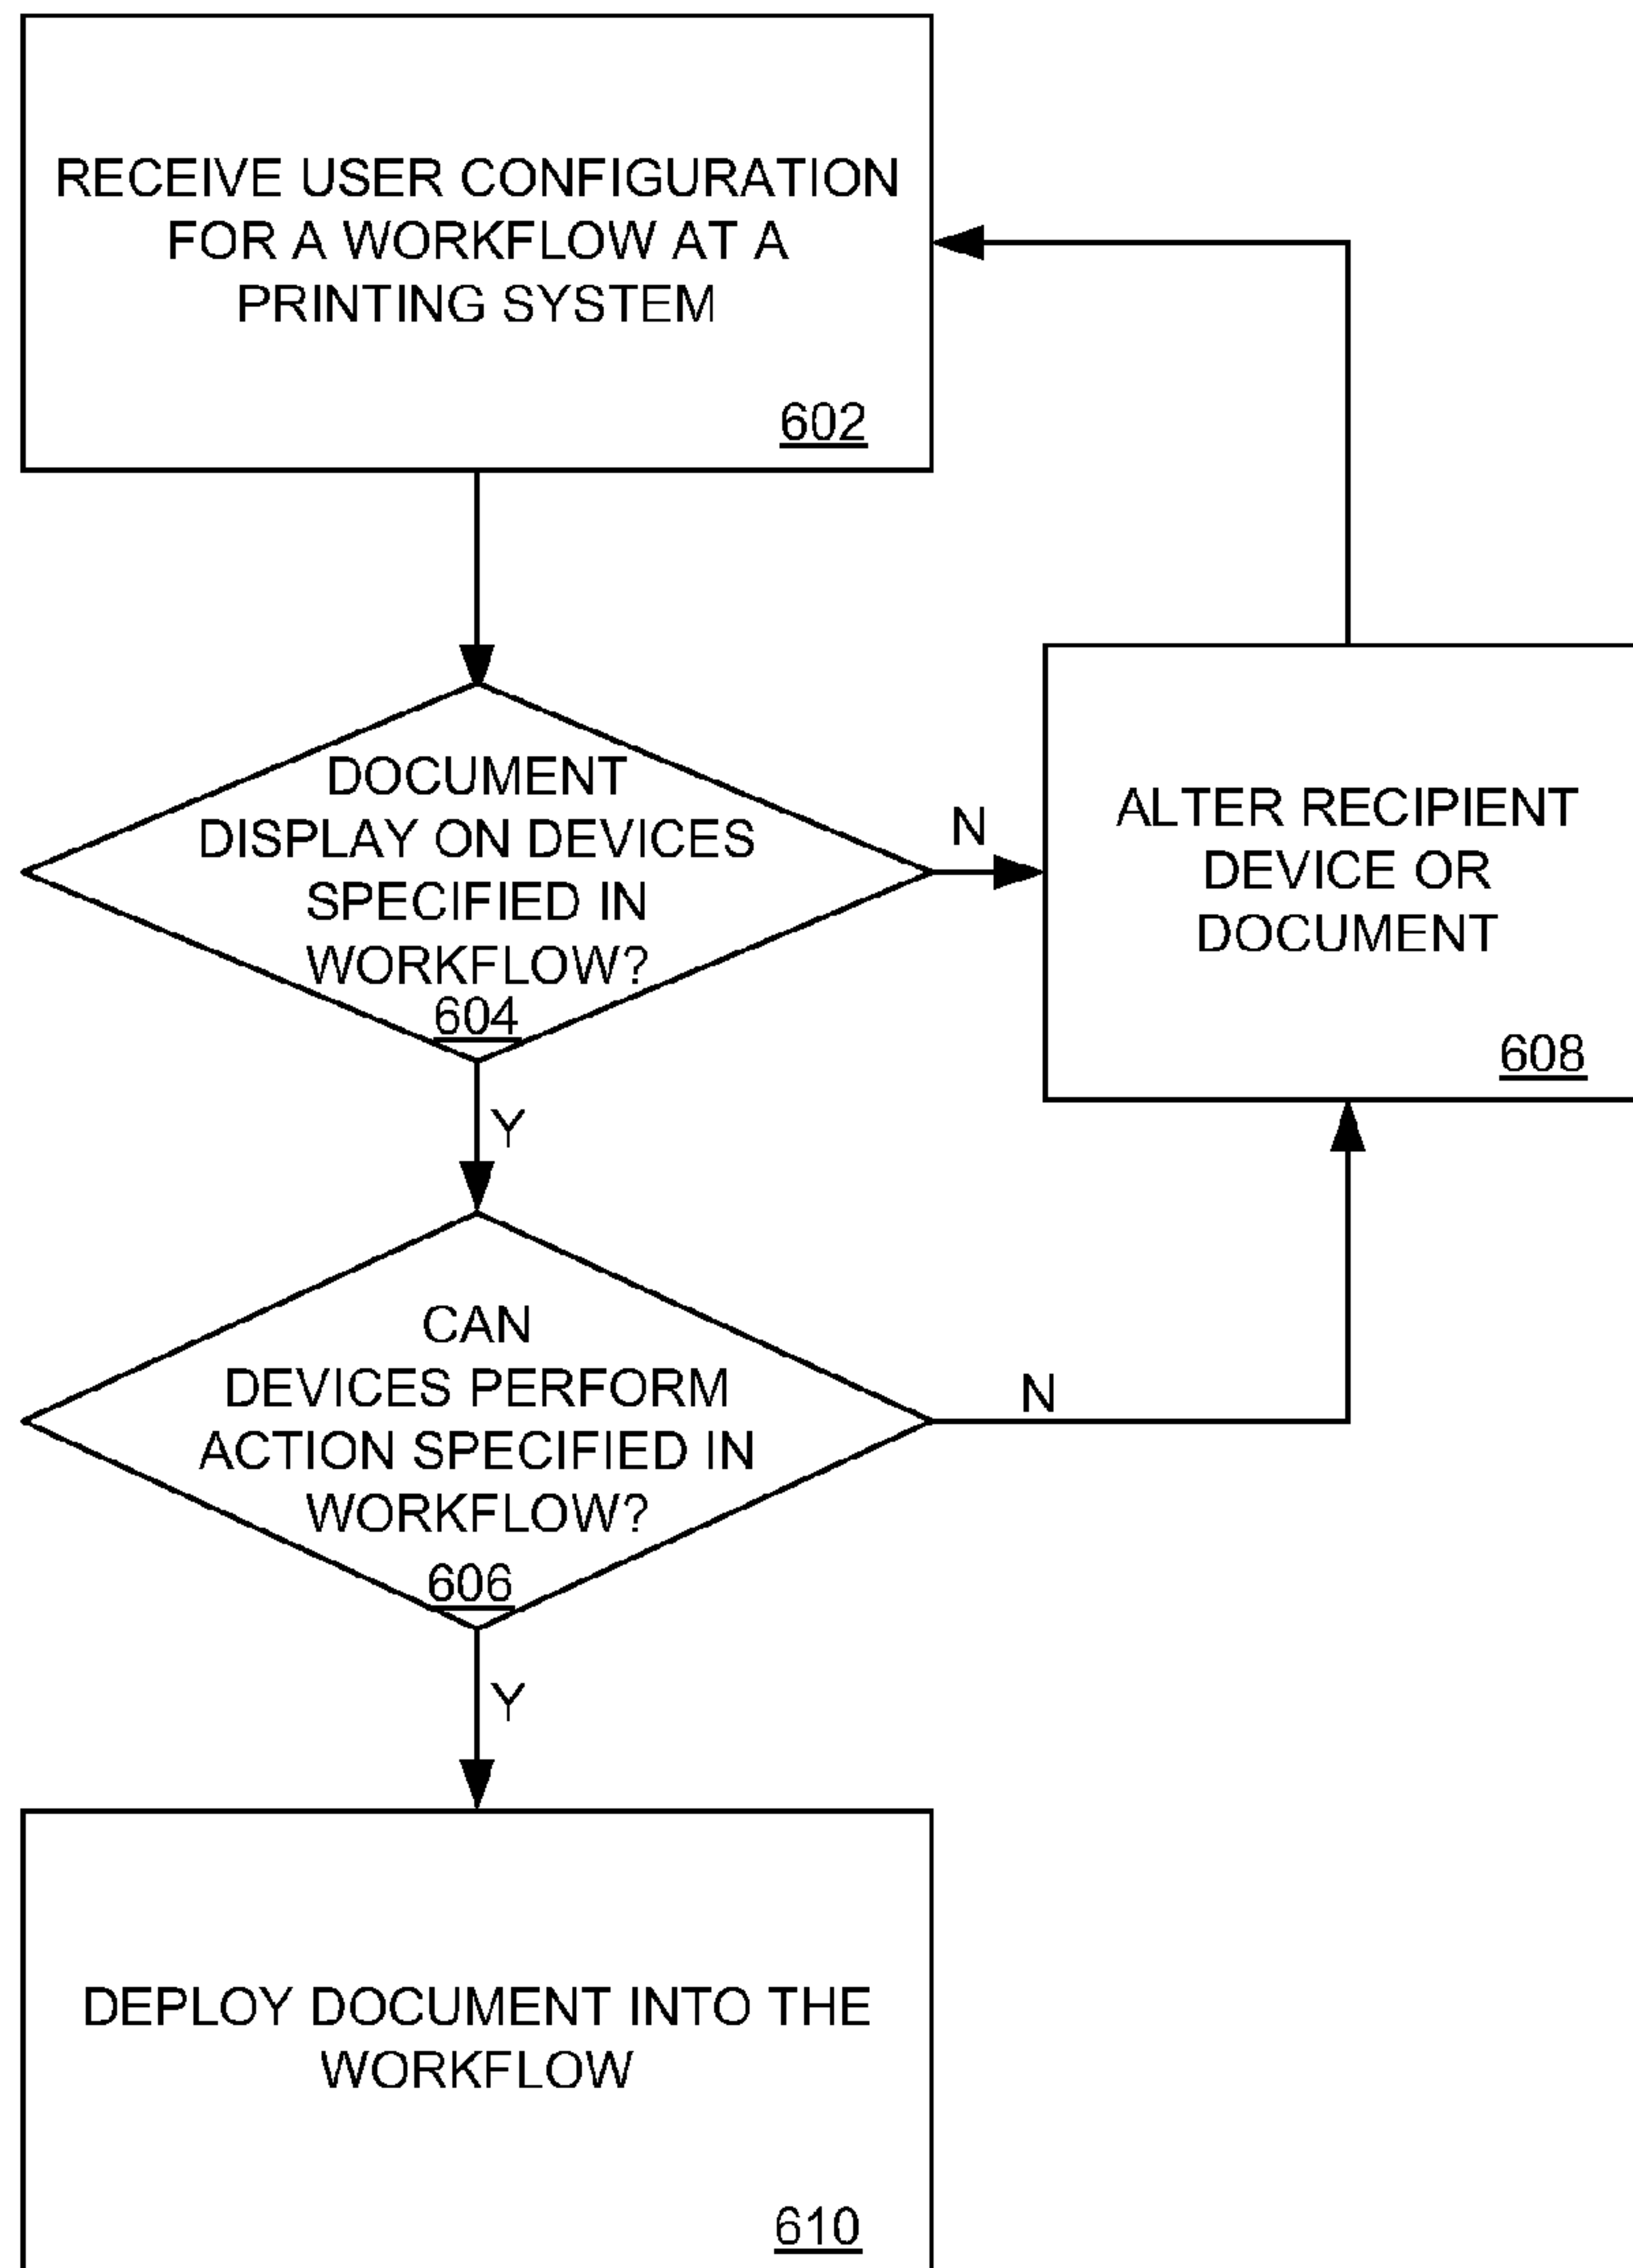 RECEIVE USER CONFIGURATION
FOR A WORKFLOW AT A
PRINTING SYSTEM
602
DOCUMENT
DISPLAY ON DEVICES
SPECIFIED IN
WORKFLOW?
604
N
ALTER RECIPIENT
DEVICE OR
DOCUMENT
608
Y
CAN
DEVICES PERFORM
ACTION SPECIFIED IN
WORKFLOW?
606
N
Y
DEPLOY DOCUMENT INTO THE
WORKFLOW
610